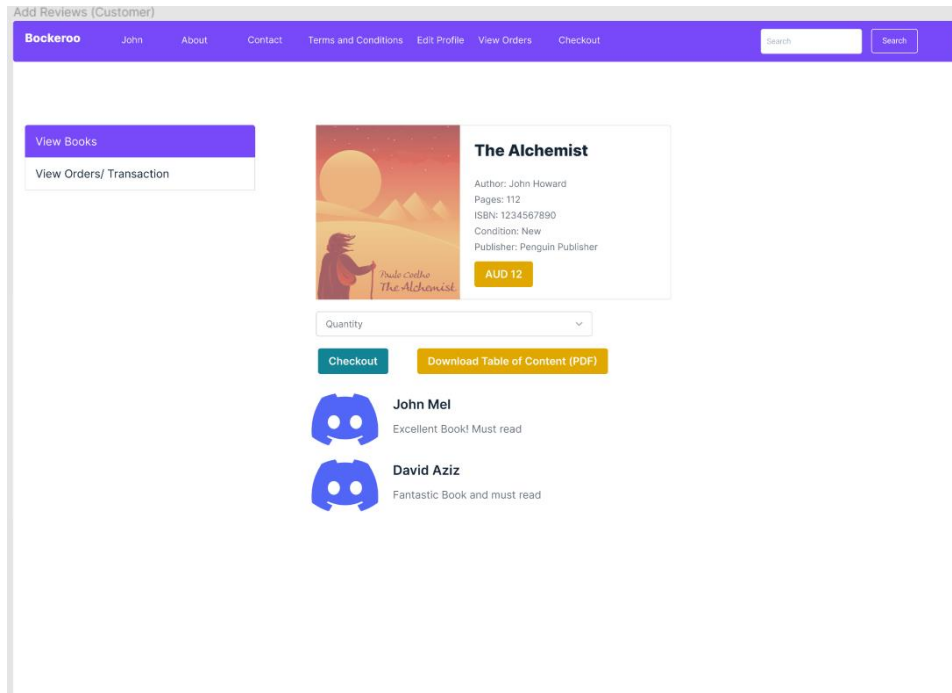 Add Reviews (Customer)
Bockeroo John About Contact Terms and Conditions Edit Profile View Orders Checkout Search Search
View Books
View Orders/ Transaction
Paulo Coelho
The Alchemist
The Alchemist
Author: John Howard
Pages: 112
ISBN: 1234567890
Condition: New
Publisher: Penguin Publisher
AUD 12
Quantity
Checkout Download Table of Content (PDF)
John Mel
Excellent Book! Must read
David Aziz
Fantastic Book and must read